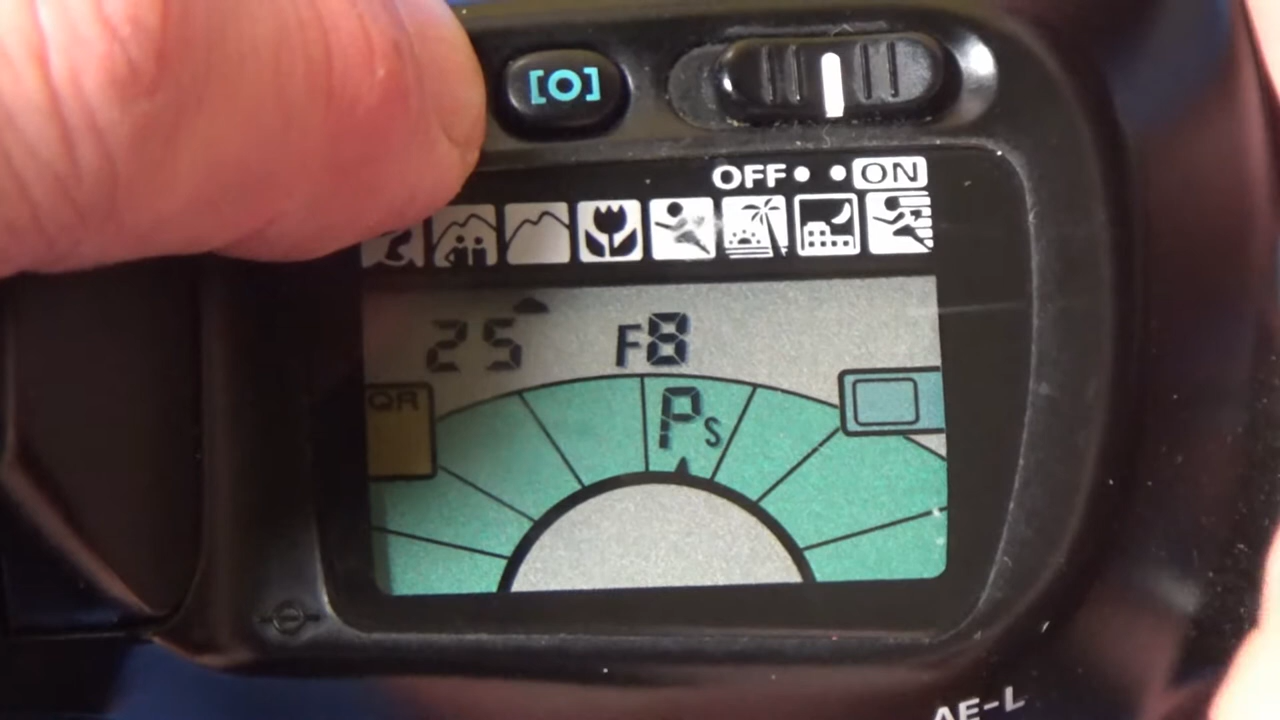 [O]
OFF • • ON
25 F8
QR
Ps
AE-L